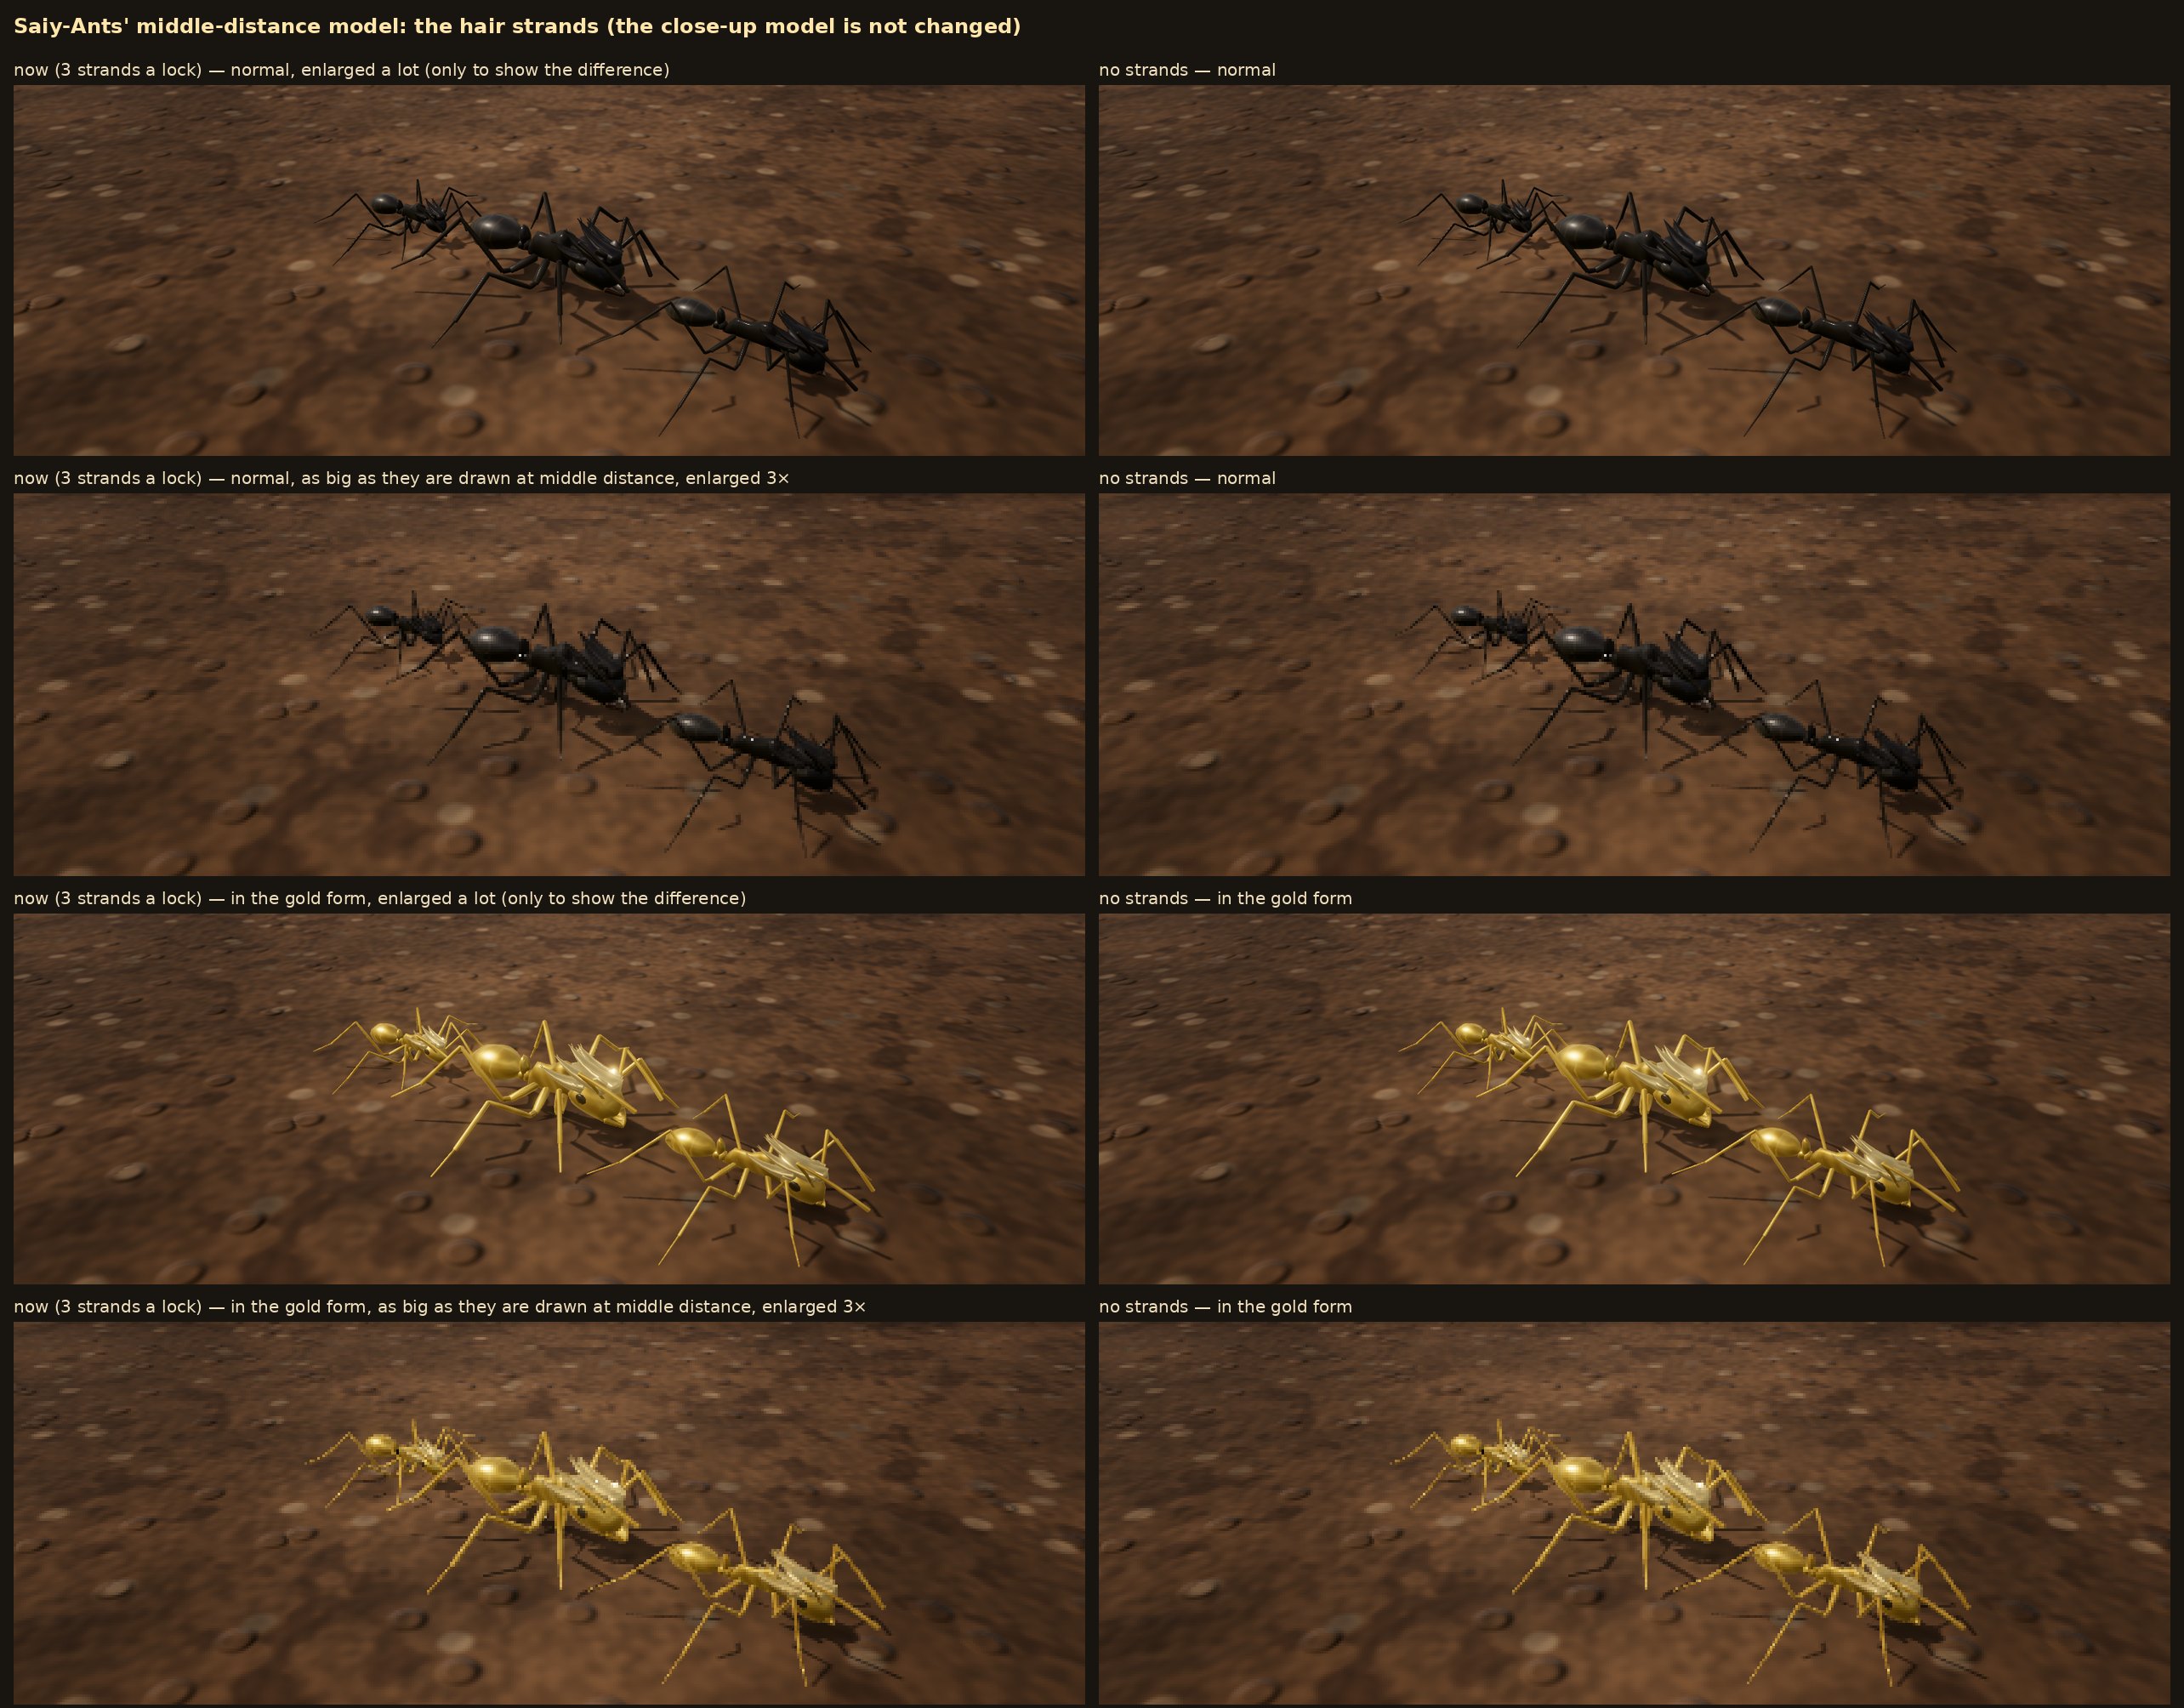 Saiy-Ants' middle-distance model: the hair strands (the close-up model is not changed)
now (3 strands a lock) — normal, enlarged a lot (only to show the difference)
no strands — normal
now (3 strands a lock) — normal, as big as they are drawn at middle distance, enlarged 3×
no strands — normal
now (3 strands a lock) — in the gold form, enlarged a lot (only to show the difference)
no strands — in the gold form
now (3 strands a lock) — in the gold form, as big as they are drawn at middle distance, enlarged 3×
no strands — in the gold form